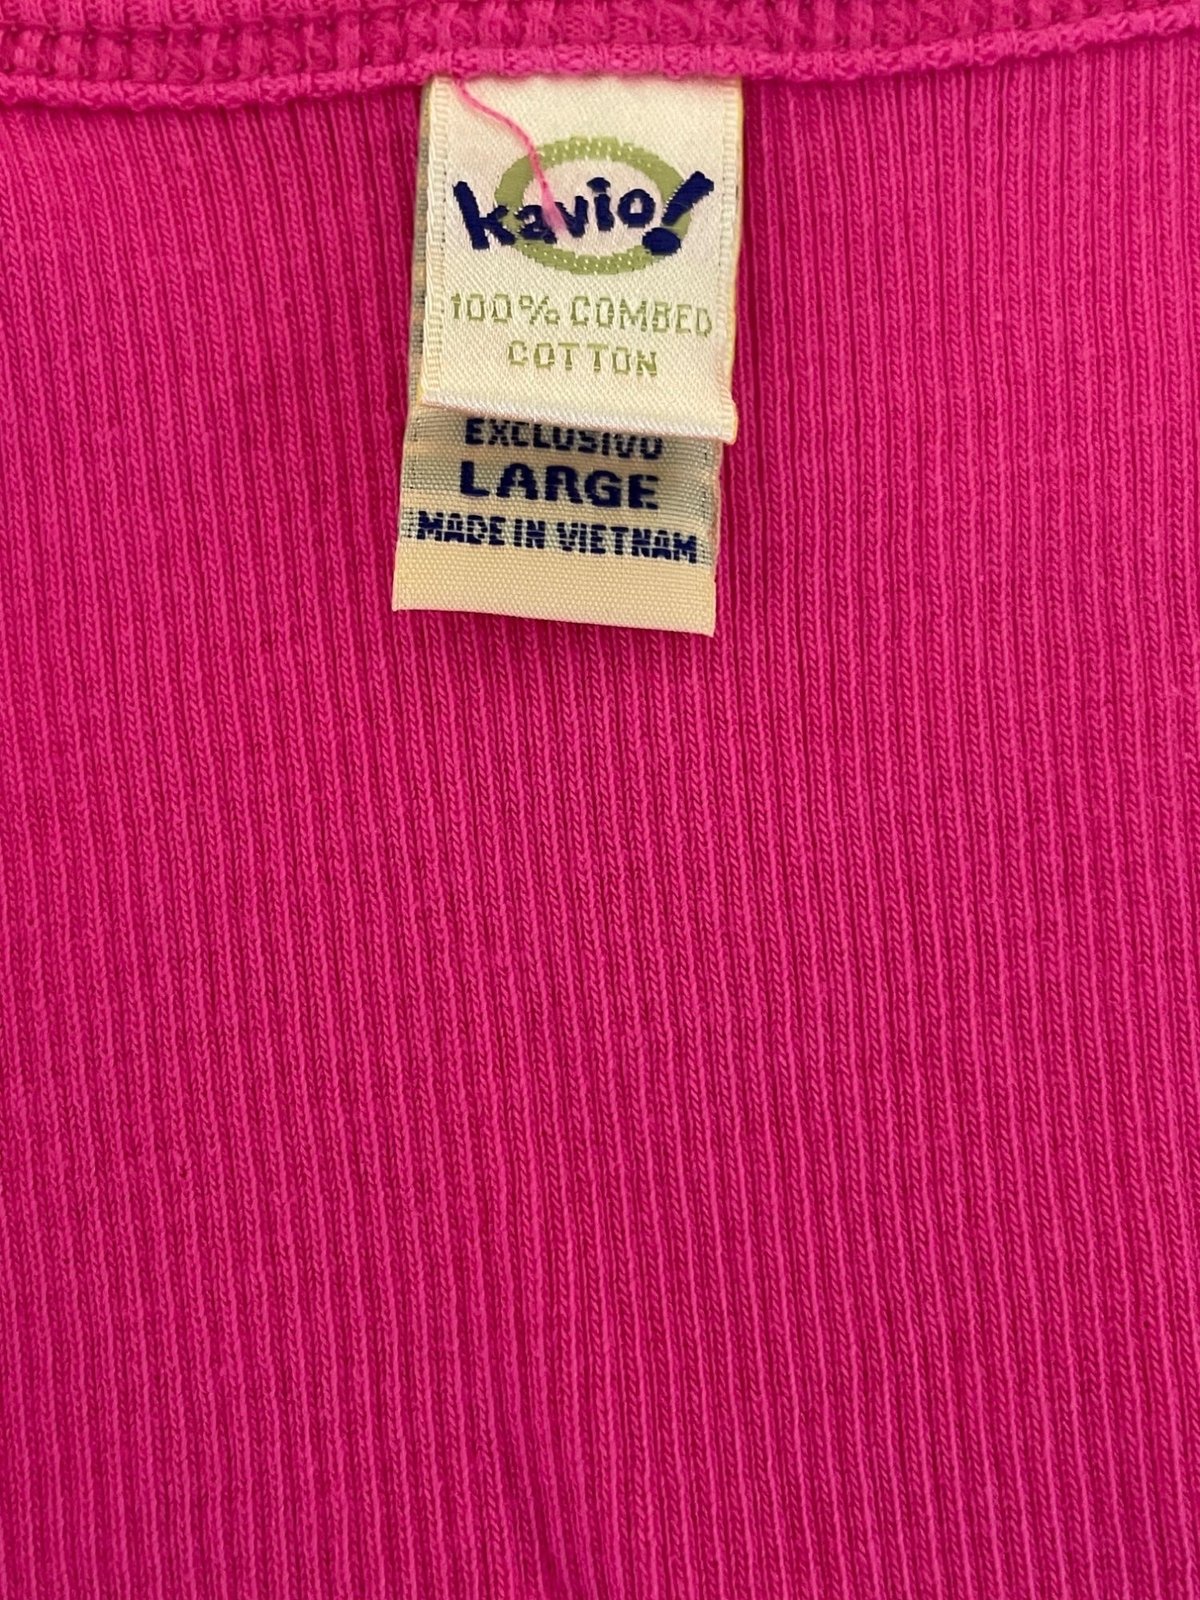 kavio!
100% COMBED
COTTON
EXCLUSIVO
LARGE
MADE IN VIETNAM